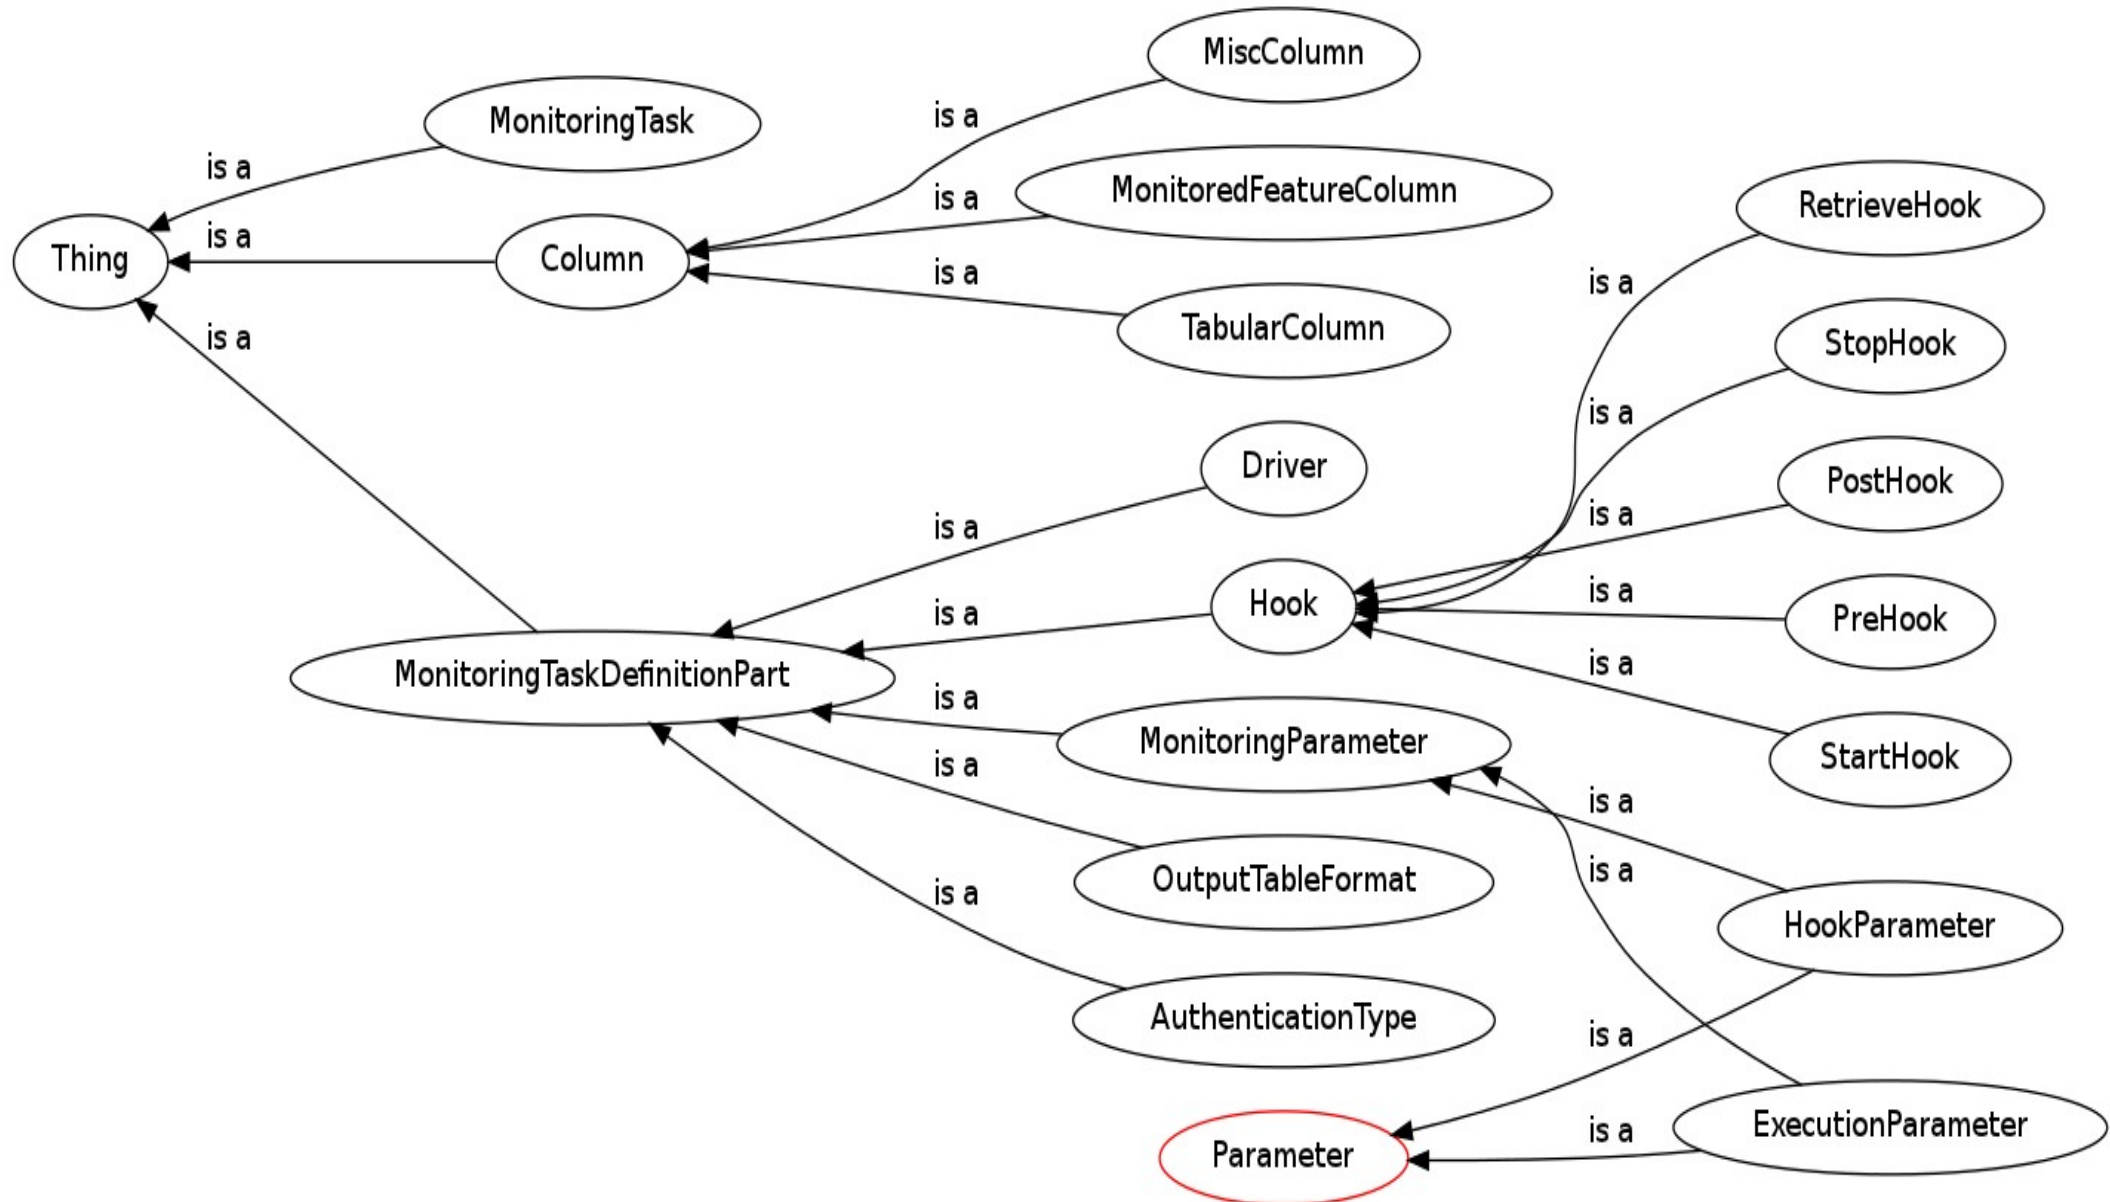 MiscColumn
MonitoringTask
is a
is a
MonitoredFeatureColumn
is a
RetrieveHook
is a
Thing
Column
is a
is a
TabularColumn
is a
StopHook
is a
Driver
is a
PostHook
is a
is a
Hook
is a
is a
PreHook
MonitoringTaskDefinitionPart
is a
is a
MonitoringParameter
StartHook
is a
is a
OutputTableFormat
is a
is a
HookParameter
AuthenticationType
is a
Parameter
is a
ExecutionParameter